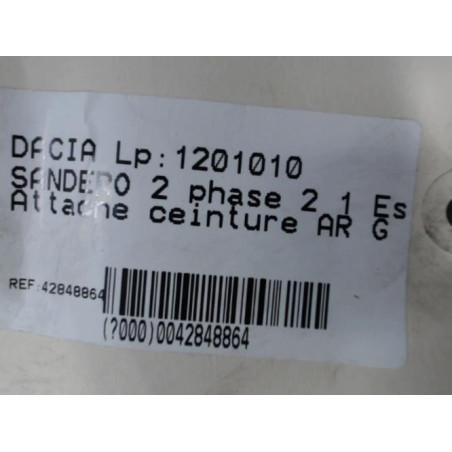 DACIA Lp:1201010
SANDERO 2 phase 2 1 Es
Attache ceinture AR G
REF:42848864
(?000)0042848864